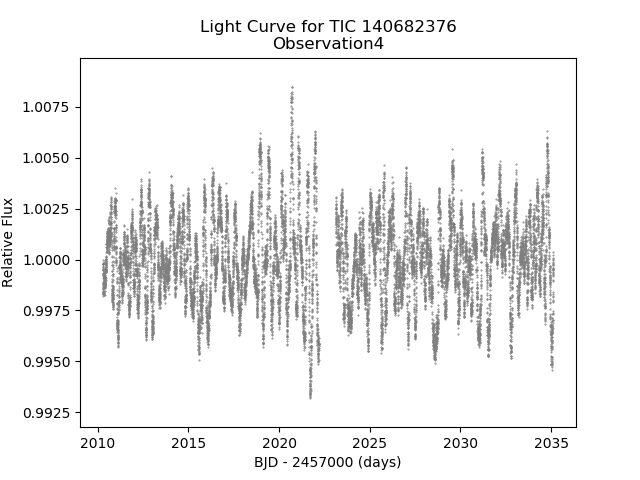 Light Curve for TIC 140682376
Observation4
1.0075
1.0050
1.0025
1.0000
0.9975
0.9950
0.9925
Relative Flux
2010 2015 2020 2025 2030 2035
BJD - 2457000 (days)